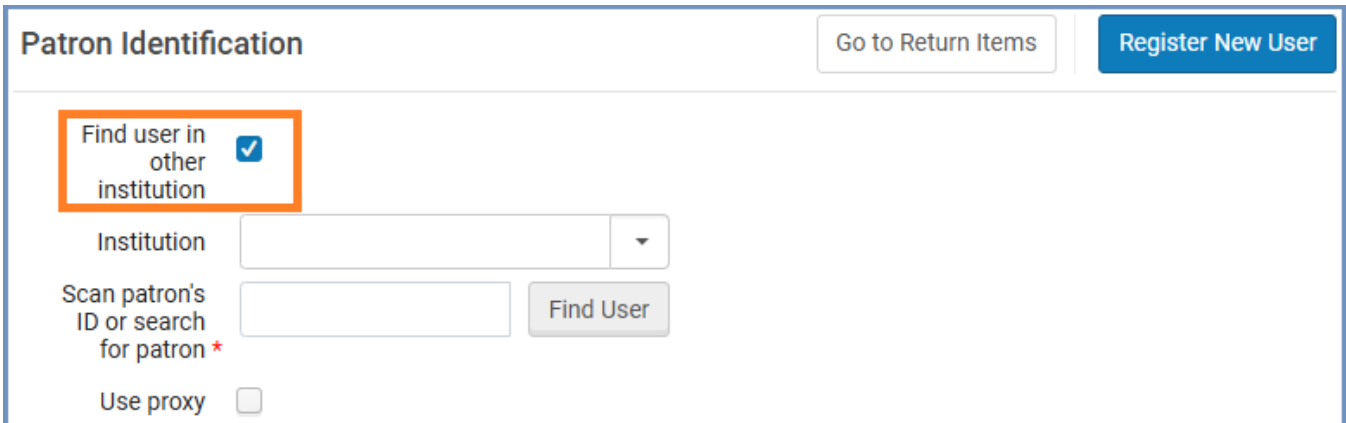 Patron Identification
Go to Return Items
Register New User
Find user in
other
institution
Institution
Scan patron's
ID or search
for patron *
Find User
Use proxy